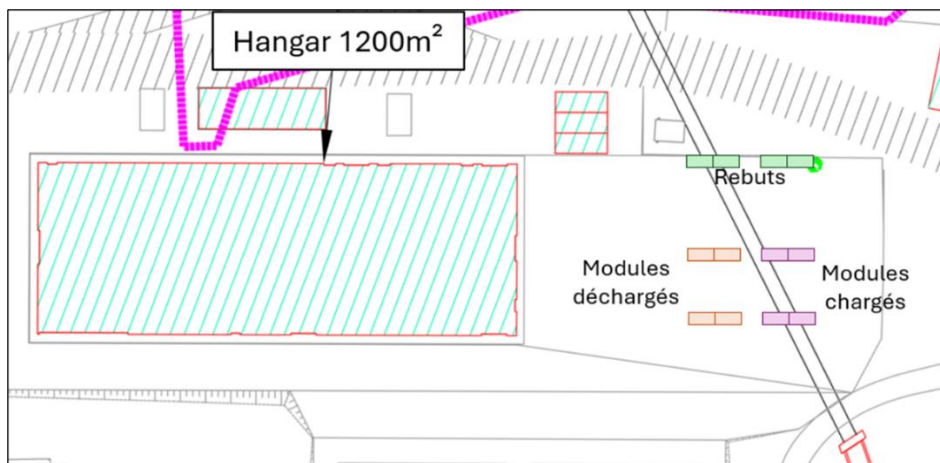 Hangar 1200m²
Rebuts
Modules
déchargés
Modules
chargés